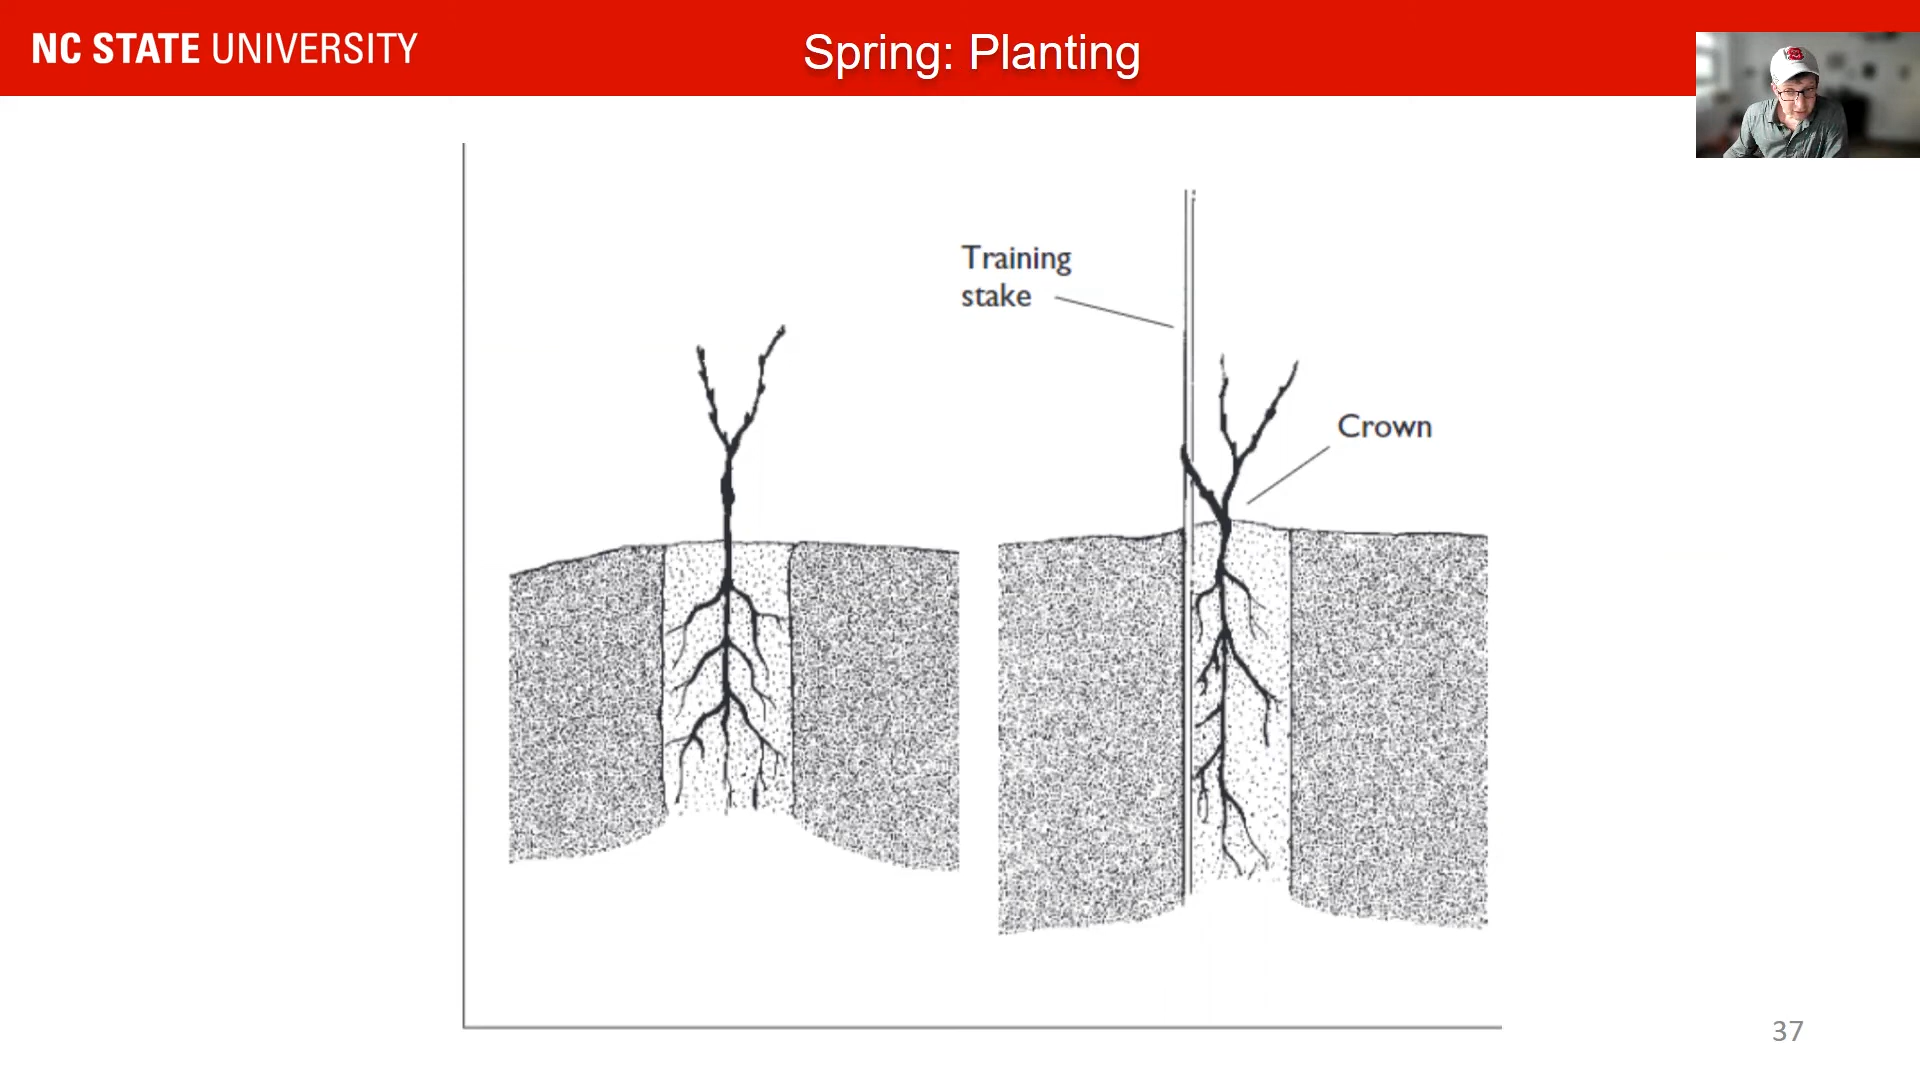 NC STATE UNIVERSITY
Spring: Planting
Training
stake
Crown
37